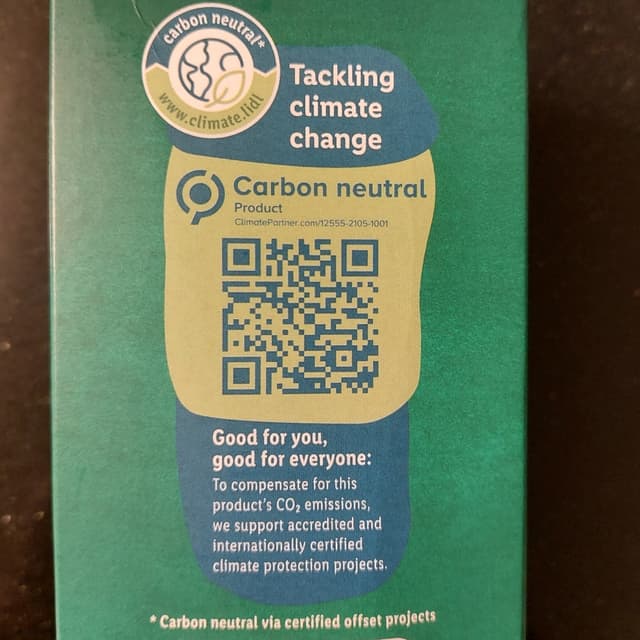 carbon neutral*
www.climate.lidl
Tackling
climate
change
Carbon neutral
Product
ClimatePartner.com/12555-2105-1001
Good for you,
good for everyone:
To compensate for this
product's CO₂ emissions,
we support accredited and
internationally certified
climate protection projects.
* Carbon neutral via certified offset projects